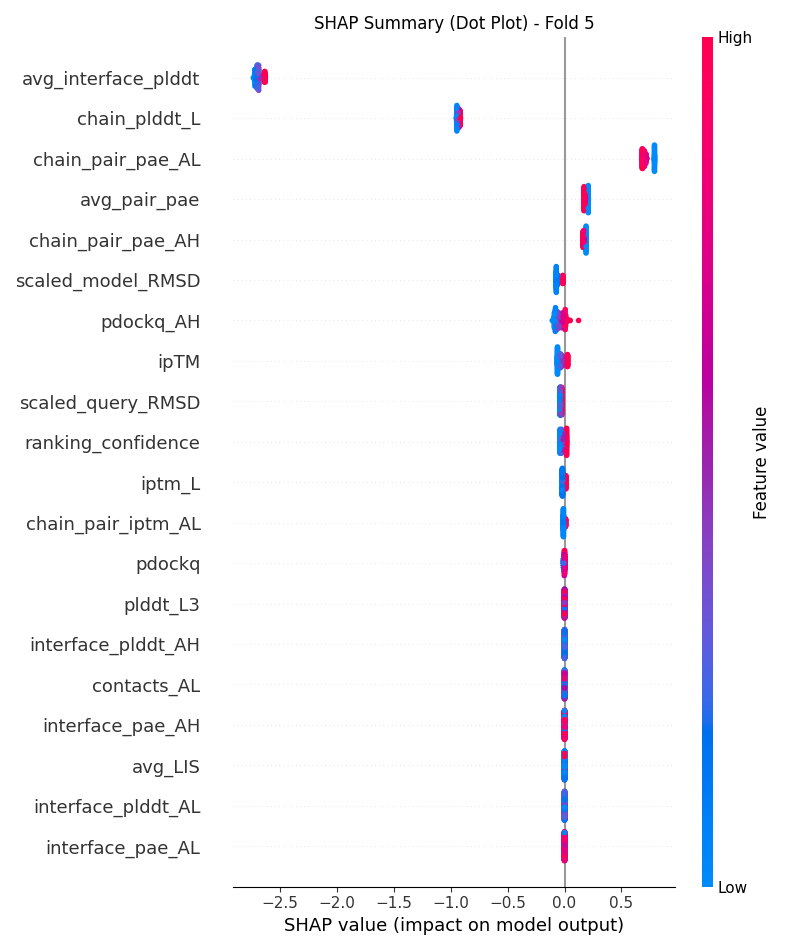 SHAP Summary (Dot Plot) - Fold 5
High
avg_interface_plddt
chain_plddt_L
chain_pair_pae_AL
avg_pair_pae
chain_pair_pae_AH
scaled_model_RMSD
pdockq_AH
ipTM
scaled_query_RMSD
ranking_confidence
iptm_L
chain_pair_iptm_AL
pdockq
plddt_L3
interface_plddt_AH
contacts_AL
interface_pae_AH
avg_LIS
interface_plddt_AL
interface_pae_AL
Feature value
Low
−2.5 −2.0 −1.5 −1.0 −0.5 0.0 0.5
SHAP value (impact on model output)